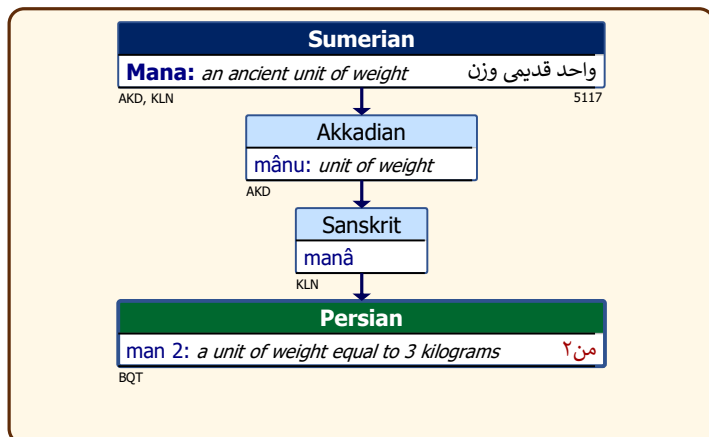 Sumerian
Mana: an ancient unit of weight واحد قدیمی وزن
AKD, KLN 5117
Akkadian
mânu: unit of weight
AKD
Sanskrit
manâ
KLN
Persian
man 2: a unit of weight equal to 3 kilograms من۲
BQT